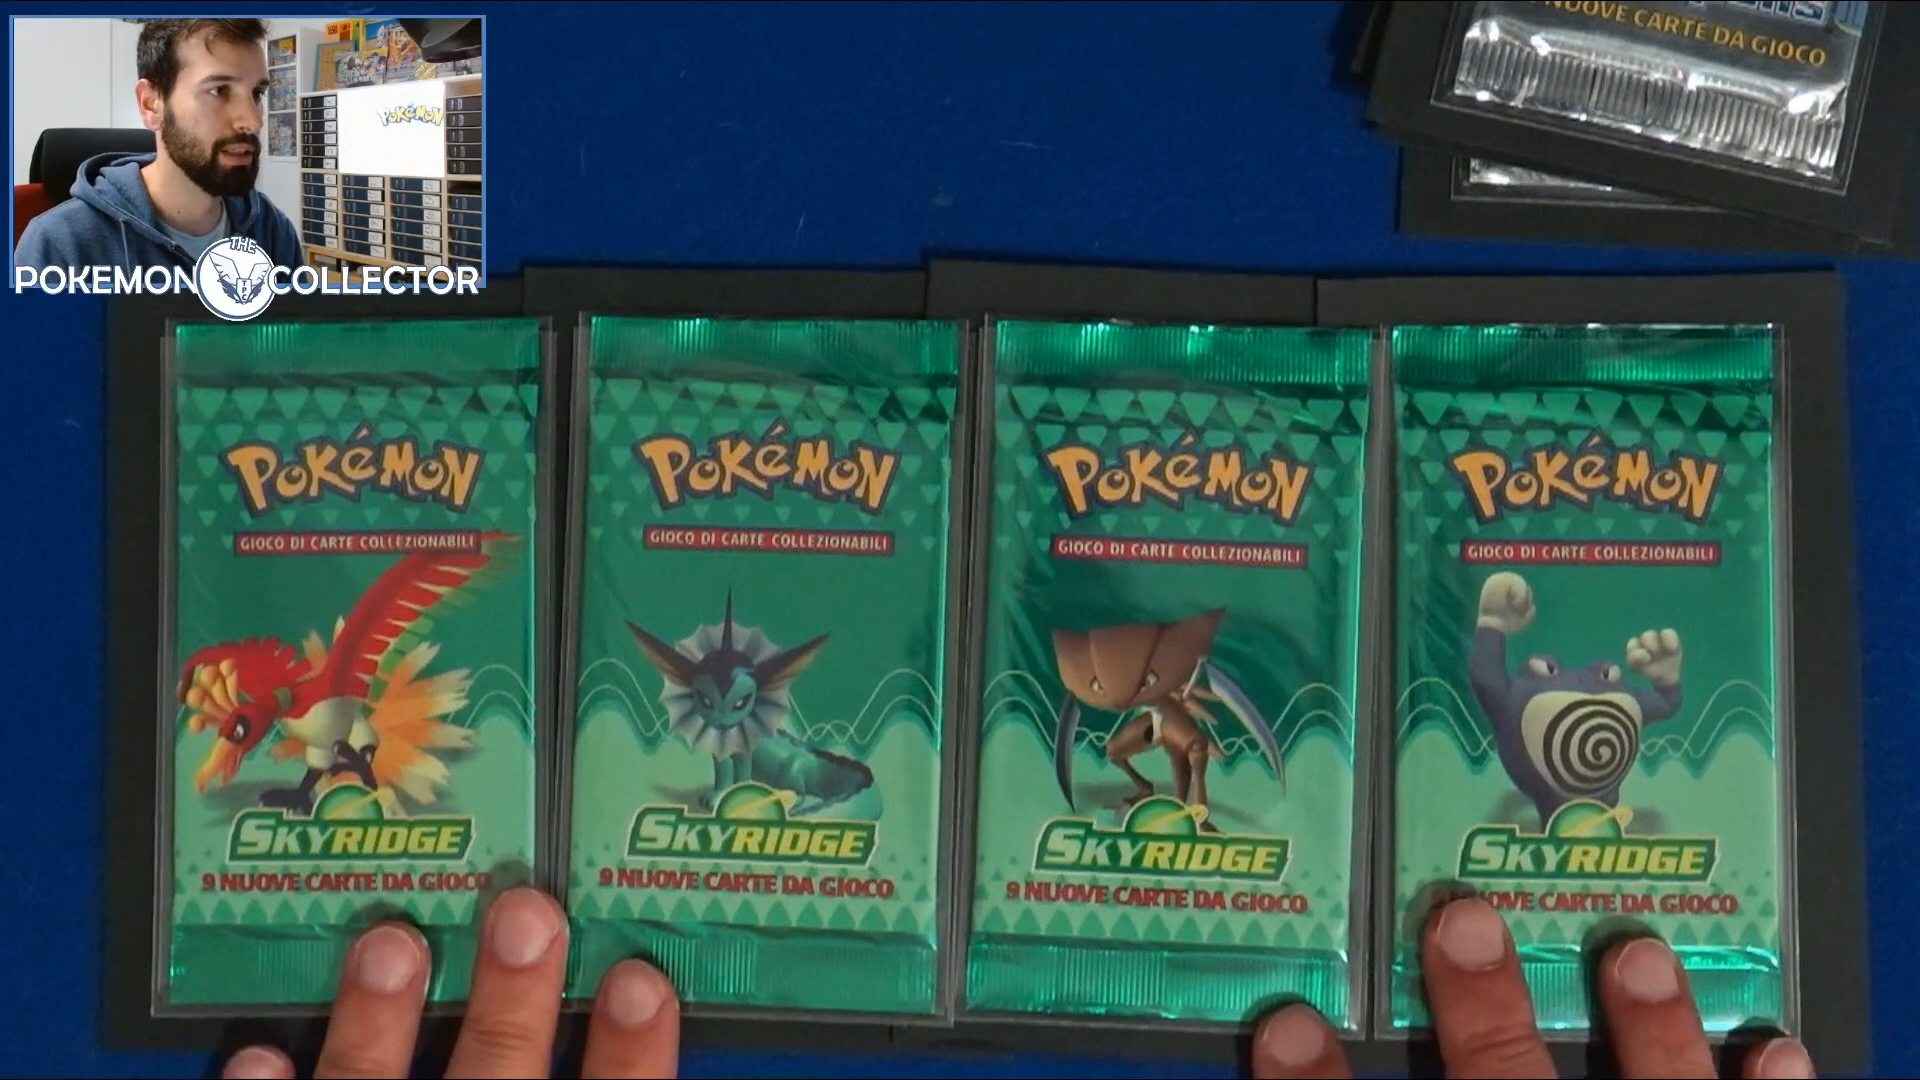 POKÉMON
THE
POKEMON COLLECTOR
TPC
NUOVE CARTE DA GIOCO
POKÉMON
GIOCO DI CARTE COLLEZIONABILI
SKYRIDGE
9 NUOVE CARTE DA GIOCO
POKÉMON
GIOCO DI CARTE COLLEZIONABILI
SKYRIDGE
9 NUOVE CARTE DA GIOCO
POKÉMON
GIOCO DI CARTE COLLEZIONABILI
SKYRIDGE
9 NUOVE CARTE DA GIOCO
POKÉMON
GIOCO DI CARTE COLLEZIONABILI
SKYRIDGE
CARTE DA GIOCO